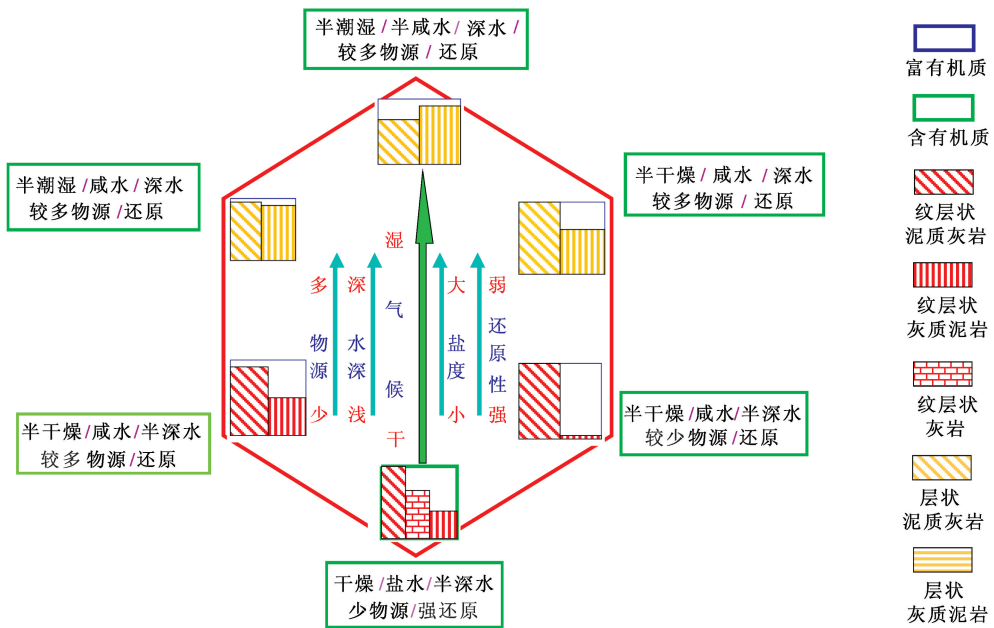 半潮湿/半咸水/深水/
较多物源/还原
半潮湿/咸水/深水
较多物源/还原
半干燥/咸水/深水
较多物源/还原
湿
气
候
干
多
物
源
少
深
水
深
浅
大
盐
度
小
弱
还
原
性
强
半干燥/咸水/半深水
较多物源/还原
半干燥/咸水/半深水
较少物源/还原
干燥/盐水/半深水
少物源/强还原
富有机质
含有机质
纹层状
泥质灰岩
纹层状
灰质泥岩
纹层状
灰岩
层状
泥质灰岩
层状
灰质泥岩